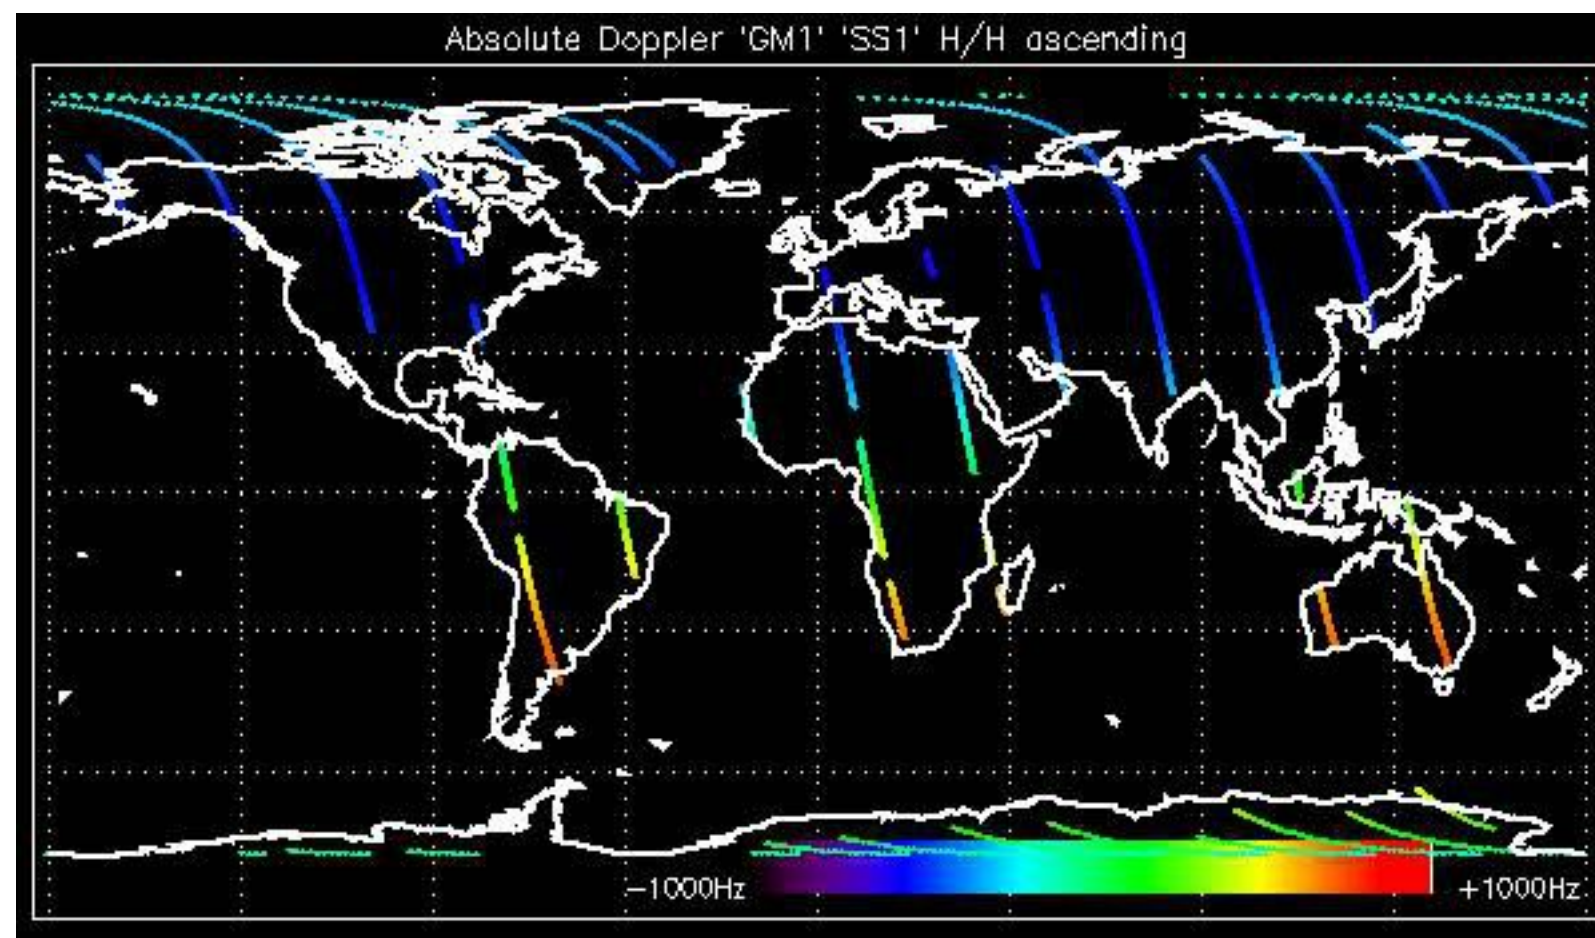 Absolute Doppler 'GM1' 'SS1' H/H ascending
-1000Hz
+1000Hz